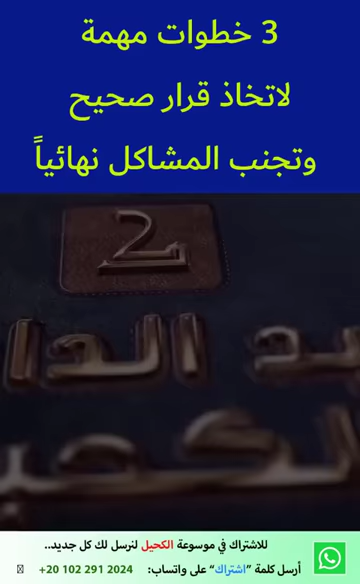 3 خطوات مهمة
لاتخاذ قرار صحيح
وتجنب المشاكل نهائياً
2
للاشتراك في موسوعة الكحيل لنرسل لك كل جديد..
أرسل كلمة "اشتراك" على واتساب: +20 102 291 2024